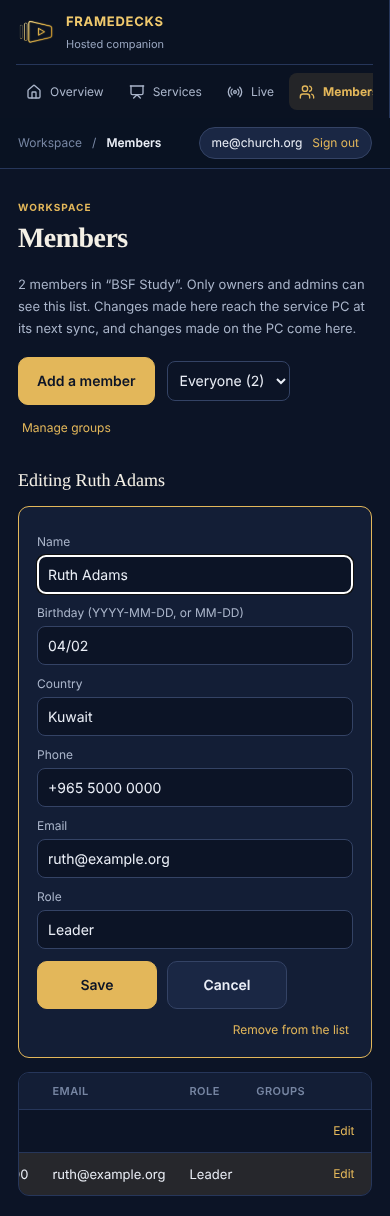 FRAMEDECKS
Hosted companion
Overview Services Live Members
Workspace / Members me@church.org Sign out
WORKSPACE
Members
2 members in “BSF Study”. Only owners and admins can
see this list. Changes made here reach the service PC at
its next sync, and changes made on the PC come here.
Add a member Everyone (2)
Manage groups
Editing Ruth Adams
Name
Ruth Adams
Birthday (YYYY-MM-DD, or MM-DD)
04/02
Country
Kuwait
Phone
+965 5000 0000
Email
ruth@example.org
Role
Leader
Save Cancel
Remove from the list
EMAIL ROLE GROUPS
Edit
0 ruth@example.org Leader Edit